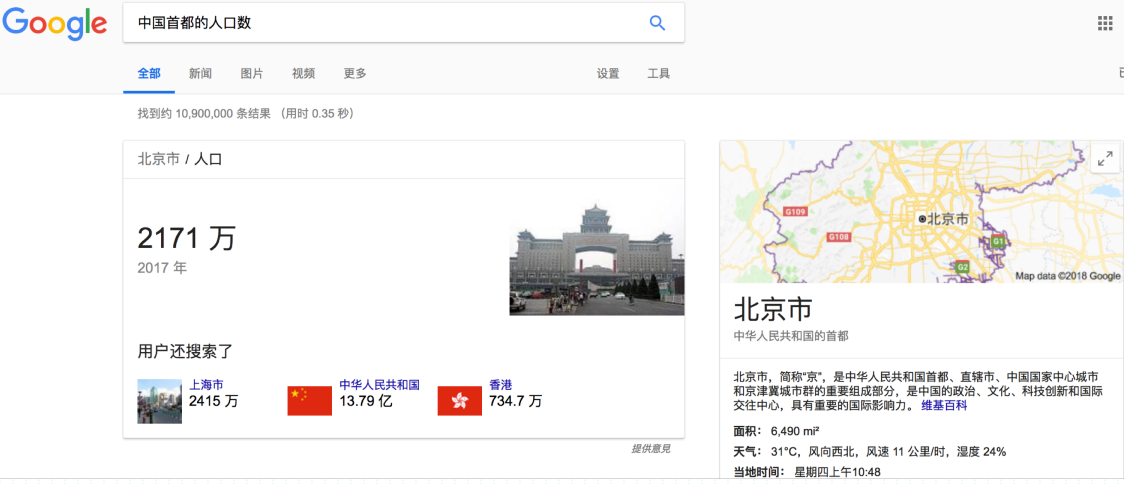 Google
中国首都的人口数
全部 新闻 图片 视频 更多 设置 工具
找到约 10,900,000 条结果 （用时 0.35 秒）
北京市 / 人口
2171 万
2017 年
用户还搜索了
上海市
2415 万
中华人民共和国
13.79 亿
香港
734.7 万
提供意見
G109
G108
北京市
G1
G2
Map data ©2018 Google
北京市
中华人民共和国的首都
北京市，简称“京”，是中华人民共和国首都、直辖市、中国国家中心城市
和京津冀城市群的重要组成部分，是中国的政治、文化、科技创新和国际
交往中心，具有重要的国际影响力。 维基百科
面积： 6,490 mi²
天气： 31°C，风向西北，风速 11 公里/时，湿度 24%
当地时间： 星期四上午10:48